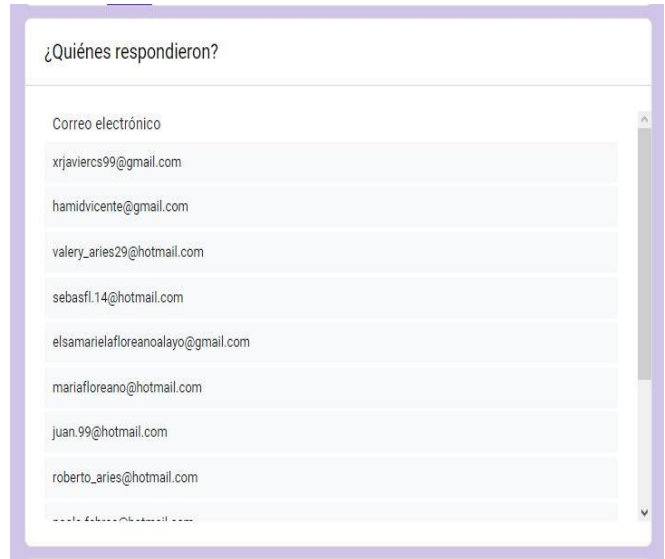 ¿Quiénes respondieron?
Correo electrónico
xrjaviercs99@gmail.com
hamidvicente@gmail.com
valery_aries29@hotmail.com
sebasfl.14@hotmail.com
elsamarielafloreanoalayo@gmail.com
mariafloreano@hotmail.com
juan.99@hotmail.com
roberto_aries@hotmail.com